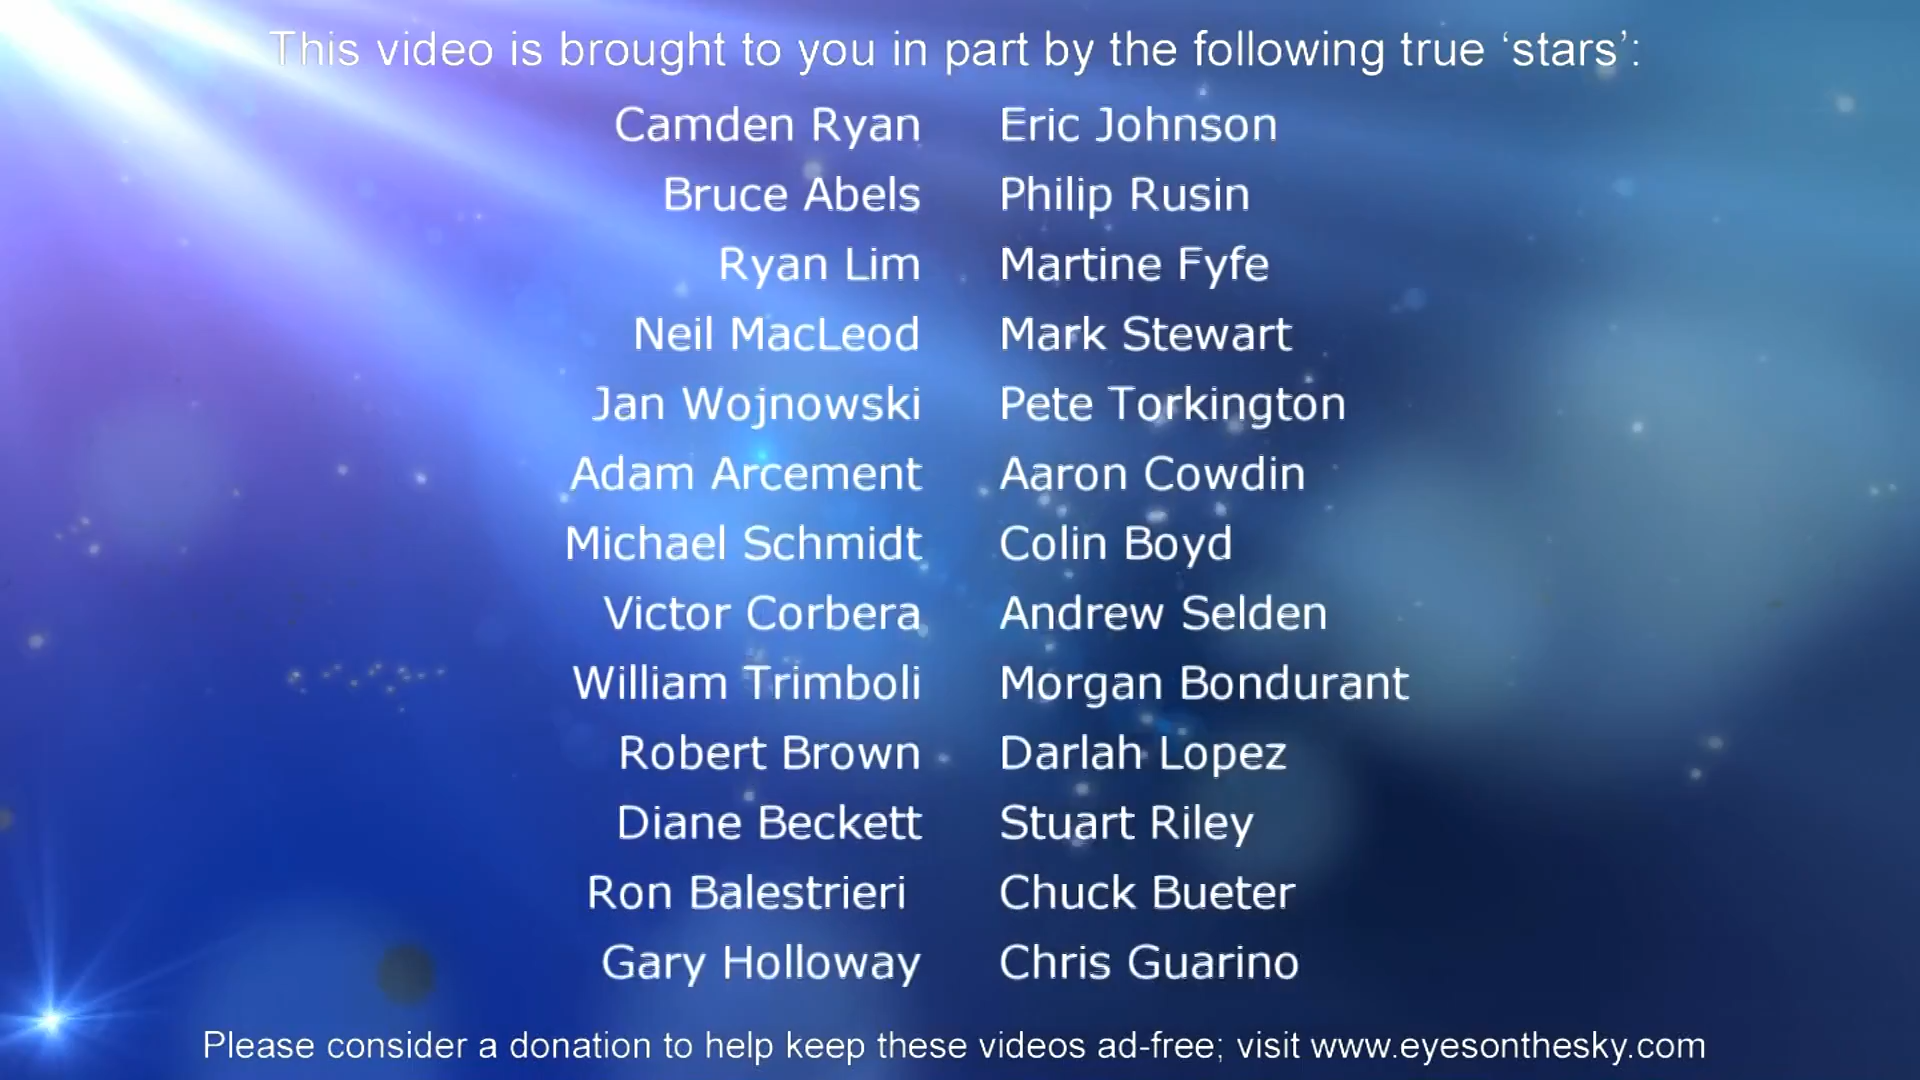 This video is brought to you in part by the following true ‘stars’:
Camden Ryan Eric Johnson
Bruce Abels Philip Rusin
Ryan Lim Martine Fyfe
Neil MacLeod Mark Stewart
Jan Wojnowski Pete Torkington
Adam Arcement Aaron Cowdin
Michael Schmidt Colin Boyd
Victor Corbera Andrew Selden
William Trimboli Morgan Bondurant
Robert Brown Darlah Lopez
Diane Beckett Stuart Riley
Ron Balestrieri Chuck Bueter
Gary Holloway Chris Guarino
Please consider a donation to help keep these videos ad-free; visit www.eyesonthesky.com